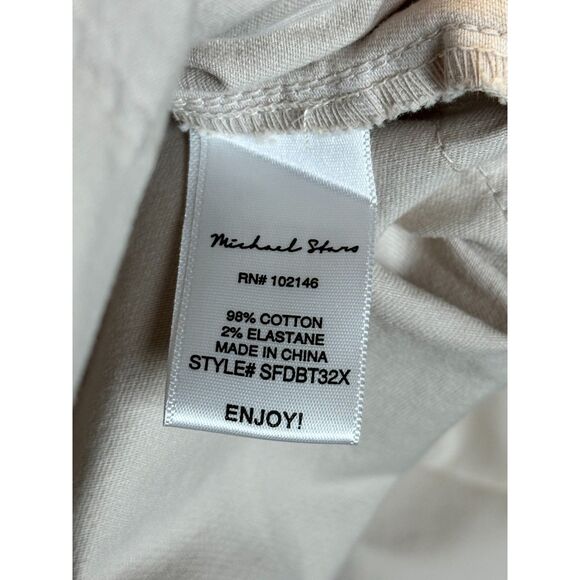 Michael Stars
RN# 102146
98% COTTON
2% ELASTANE
MADE IN CHINA
STYLE# SFDBT32X
ENJOY!